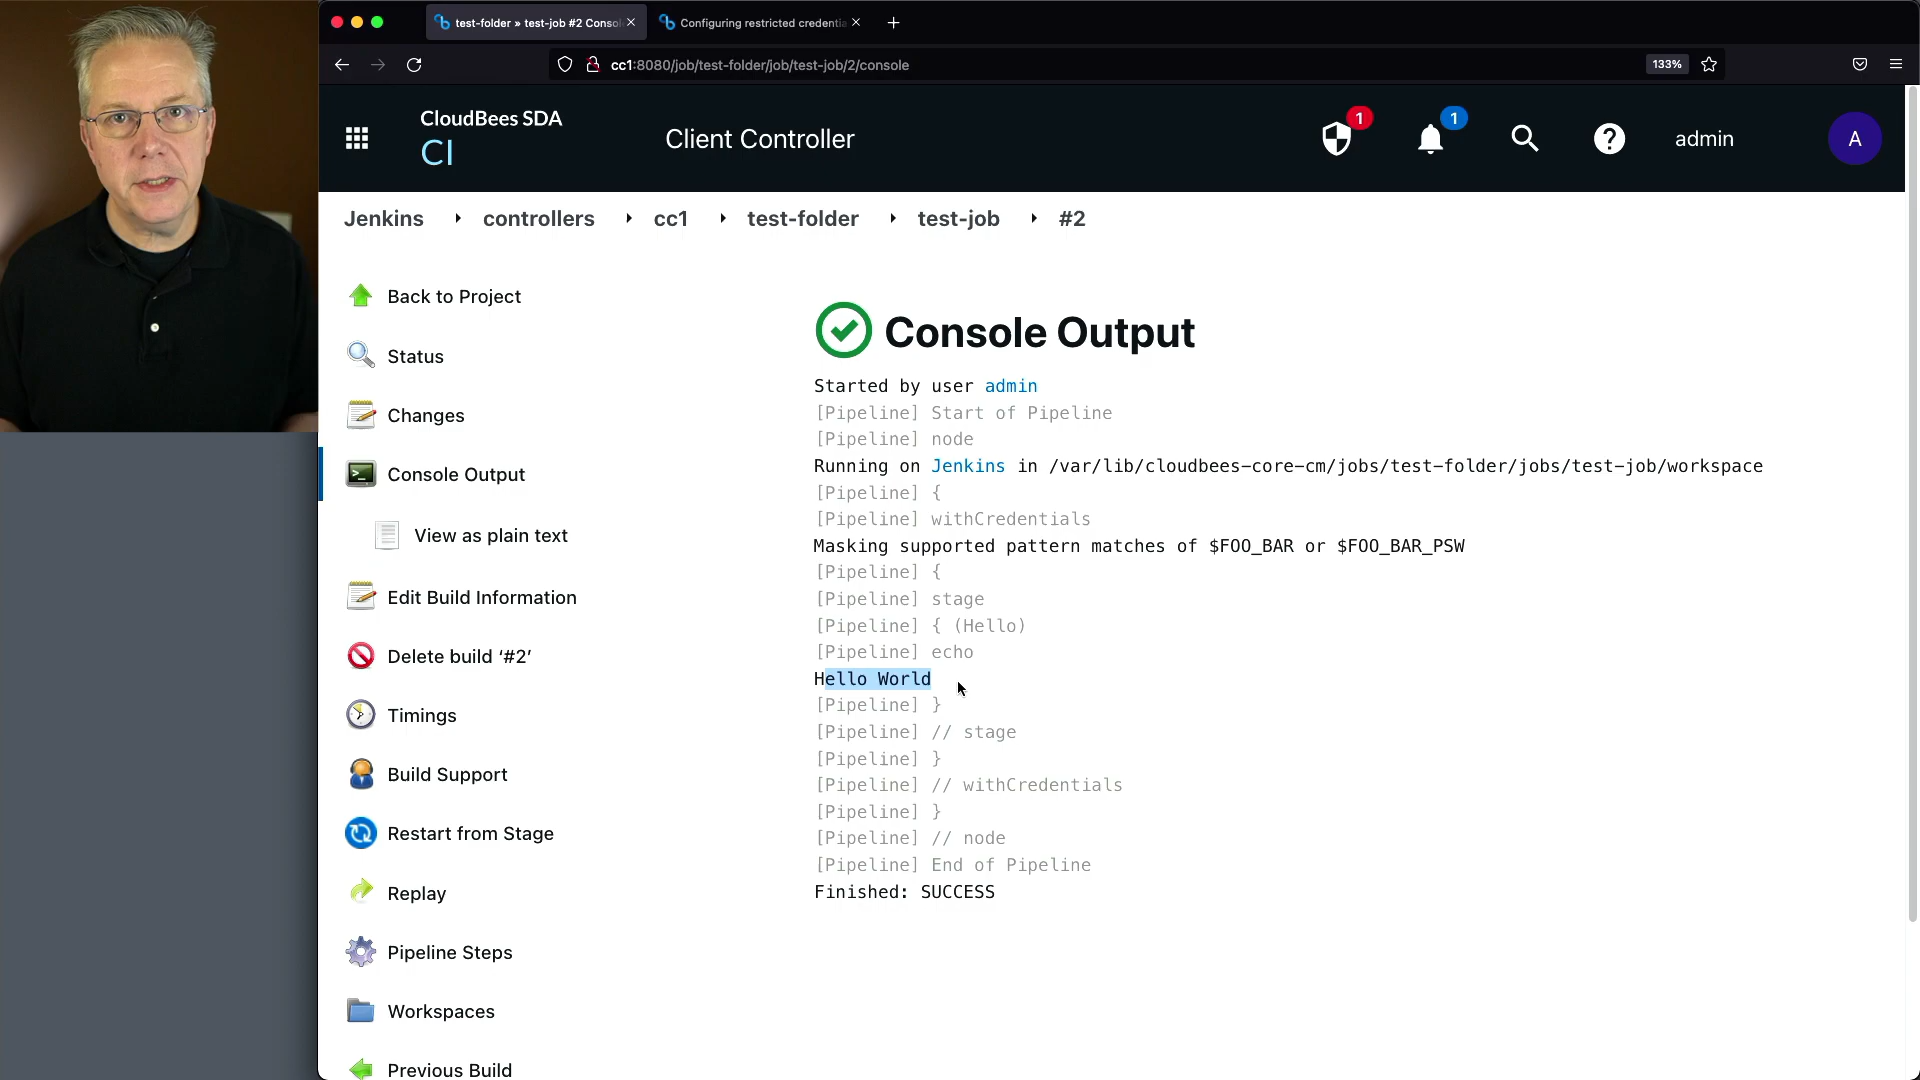 test-folder » test-job #2 Conso
Configuring restricted credentia
cc1:8080/job/test-folder/job/test-job/2/console
133%
CloudBees SDA
CI
Client Controller
1
1
admin
A
Jenkins
controllers
cc1
test-folder
test-job
#2
Back to Project
Status
Changes
Console Output
View as plain text
Edit Build Information
Delete build ‘#2’
Timings
Build Support
Restart from Stage
Replay
Pipeline Steps
Workspaces
Previous Build
Console Output
Started by user admin
[Pipeline] Start of Pipeline
[Pipeline] node
Running on Jenkins in /var/lib/cloudbees-core-cm/jobs/test-folder/jobs/test-job/workspace
[Pipeline] {
[Pipeline] withCredentials
Masking supported pattern matches of $FOO_BAR or $FOO_BAR_PSW
[Pipeline] {
[Pipeline] stage
[Pipeline] { (Hello)
[Pipeline] echo
Hello World
[Pipeline] }
[Pipeline] // stage
[Pipeline] }
[Pipeline] // withCredentials
[Pipeline] }
[Pipeline] // node
[Pipeline] End of Pipeline
Finished: SUCCESS